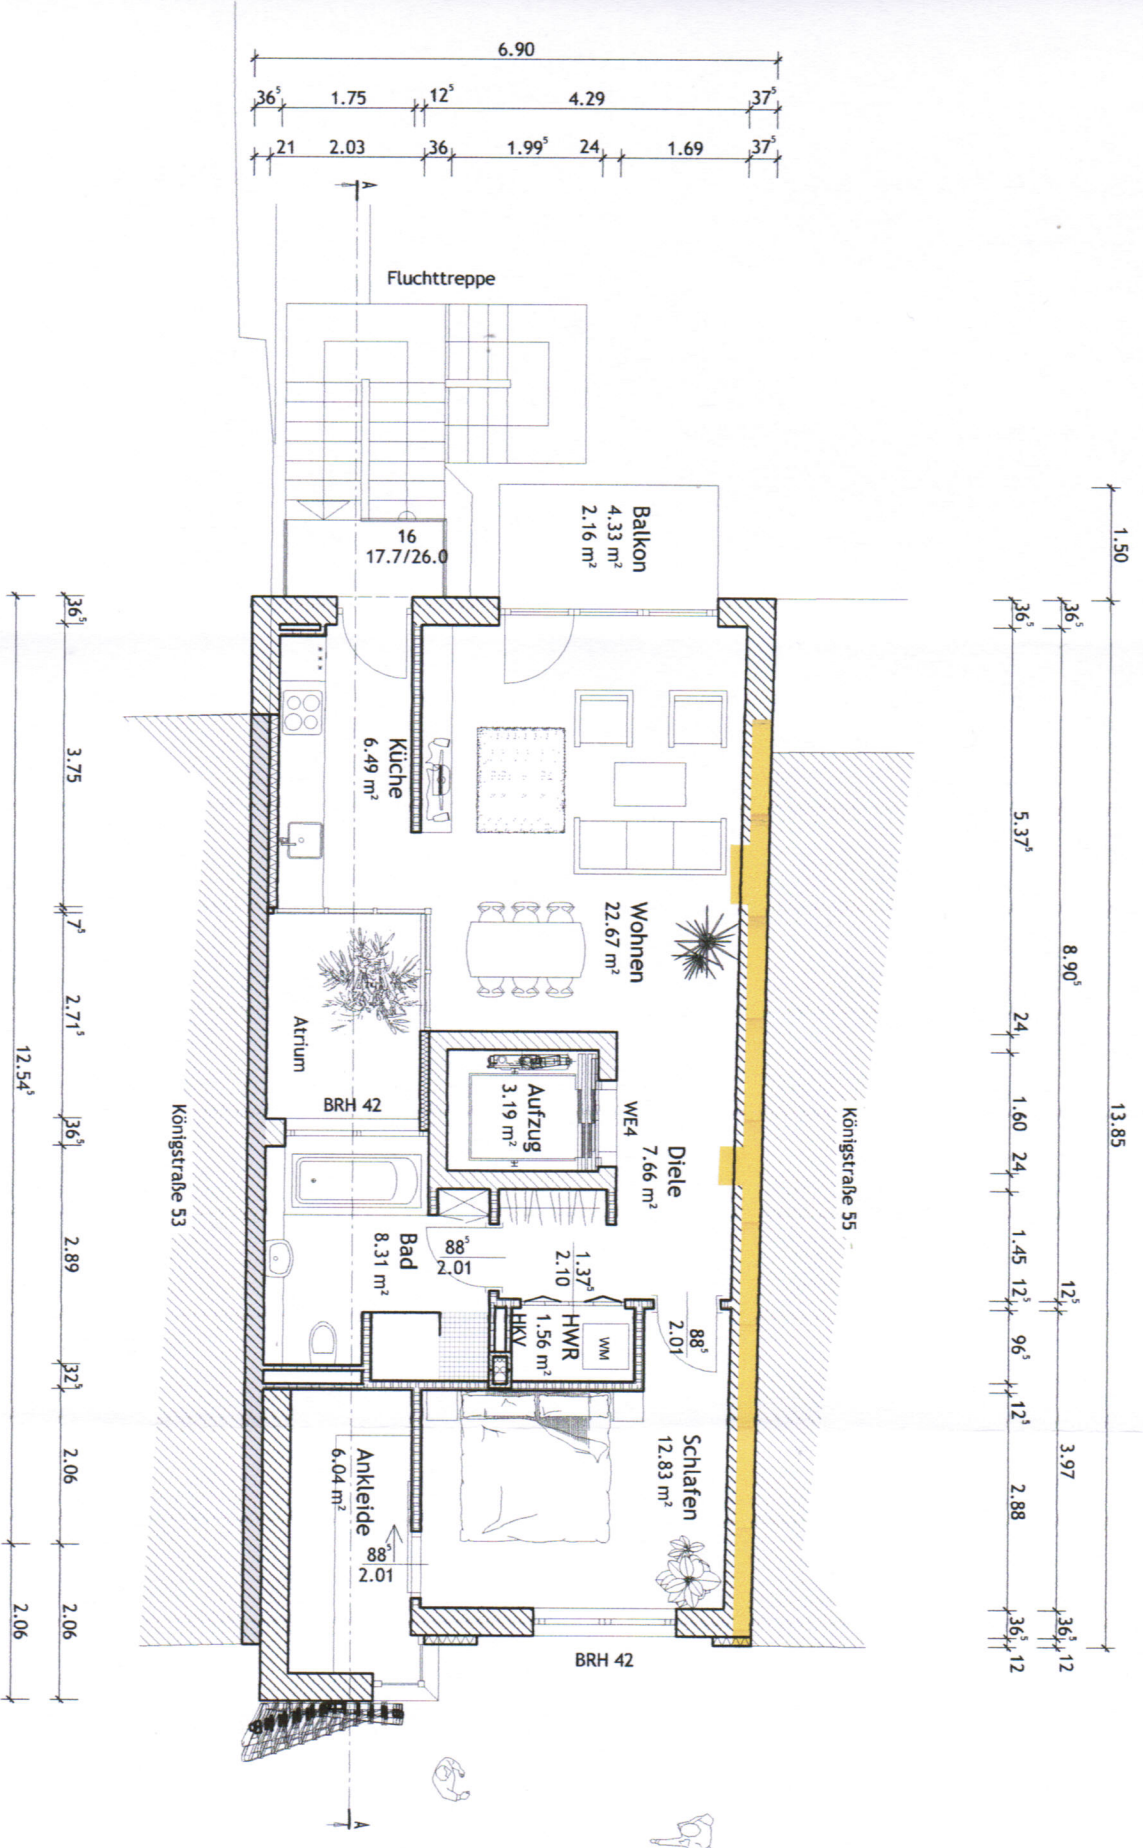 6.90
36⁵ 1.75 12⁵ 4.29 37⁵
21 2.03 36 1.99⁵ 24 1.69 37⁵
A
Fluchttreppe
16
17.7/26.0
Balkon
4.33 m²
2.16 m²
Küche
6.49 m²
Wohnen
22.67 m²
Atrium
BRH 42
Aufzug
3.19 m²
WE4
Diele
7.66 m²
Bad
8.31 m²
88⁵
2.01
1.37⁵
2.10
HWR
1.56 m²
HKV
WM
88⁵
2.01
Schlafen
12.83 m²
Ankleide
6.04 m²
88⁵
2.01
BRH 42
A
Königstraße 53
Königstraße 55
1.50
13.85
36⁵ 8.90⁵ 12⁵ 3.97 36⁵ 12
36⁵ 5.37⁵ 24 1.60 24 1.45 12⁵ 96⁵ 12⁵ 2.88 36⁵ 12
36⁵ 3.75 7⁵ 2.71⁵ 36⁵ 2.89 32⁵ 2.06 2.06
12.54⁵ 2.06